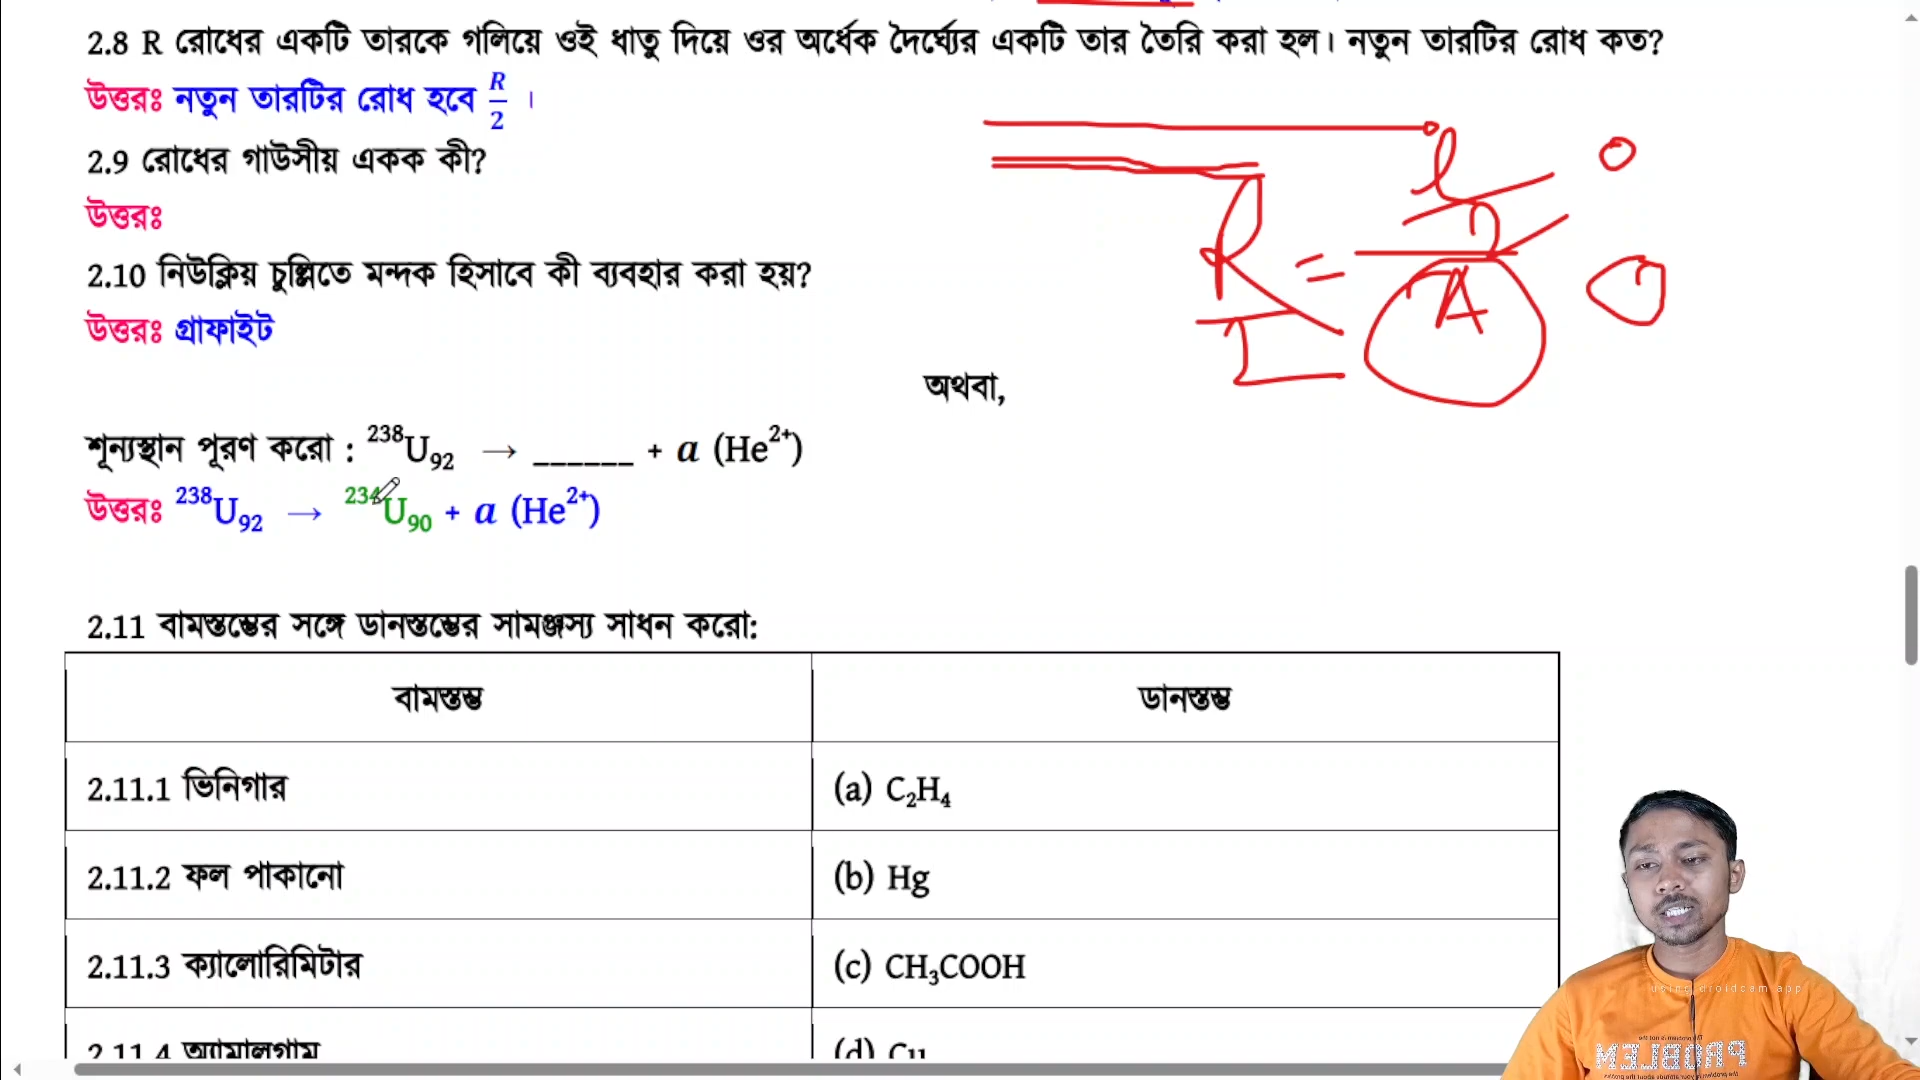 2.8 R রোধের একটি তারকে গলিয়ে ওই ধাতু দিয়ে ওর অর্ধেক দৈর্ঘ্যের একটি তার তৈরি করা হল। নতুন তারটির রোধ কত?
উত্তরঃ নতুন তারটির রোধ হবে R/2 ।
2.9 রোধের গাউসীয় একক কী?
উত্তরঃ
2.10 নিউক্লিয় চুল্লিতে মন্দক হিসাবে কী ব্যবহার করা হয়?
উত্তরঃ গ্রাফাইট
অথবা,
শূন্যস্থান পূরণ করো : ²³⁸U₉₂ → ______ + a (He²⁺)
উত্তরঃ ²³⁸U₉₂ → ²³⁴U₉₀ + a (He²⁺)
2.11 বামস্তম্ভের সঙ্গে ডানস্তম্ভের সামঞ্জস্য সাধন করো:
বামস্তম্ভ ডানস্তম্ভ
2.11.1 ভিনিগার (a) C₂H₄
2.11.2 ফল পাকানো (b) Hg
2.11.3 ক্যালোরিমিটার (c) CH₃COOH
2.11.4 অ্যামালগাম (d) Cu
using droidcam app
PROBLEM